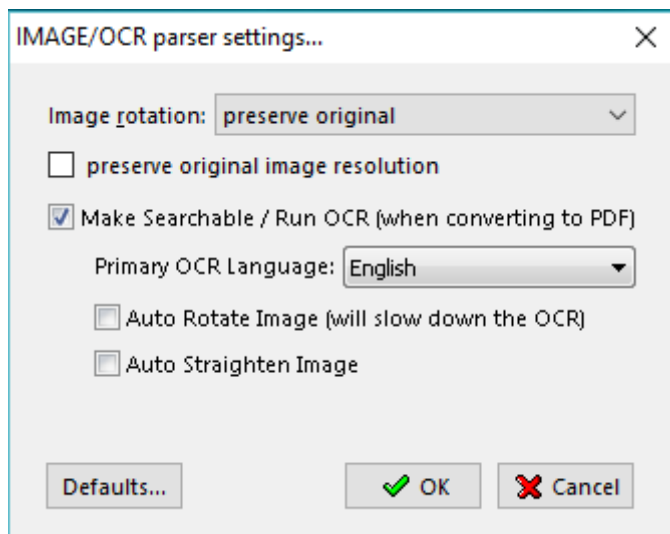 IMAGE/OCR parser settings...
Image rotation: preserve original
preserve original image resolution
Make Searchable / Run OCR (when converting to PDF)
Primary OCR Language: English
Auto Rotate Image (will slow down the OCR)
Auto Straighten Image
Defaults... OK Cancel